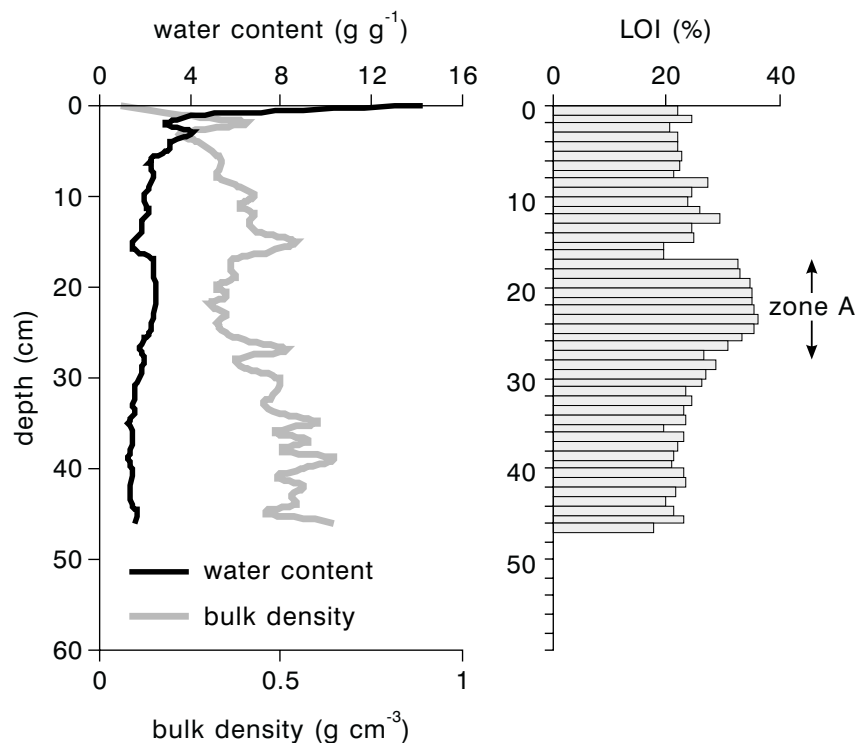 water content (g g⁻¹)
LOI (%)
0 4 8 12 16
0 20 40
0
10
20
30
40
50
60
depth (cm)
0
10
20
30
40
50
zone A
water content
bulk density
0 0.5 1
bulk density (g cm⁻³)